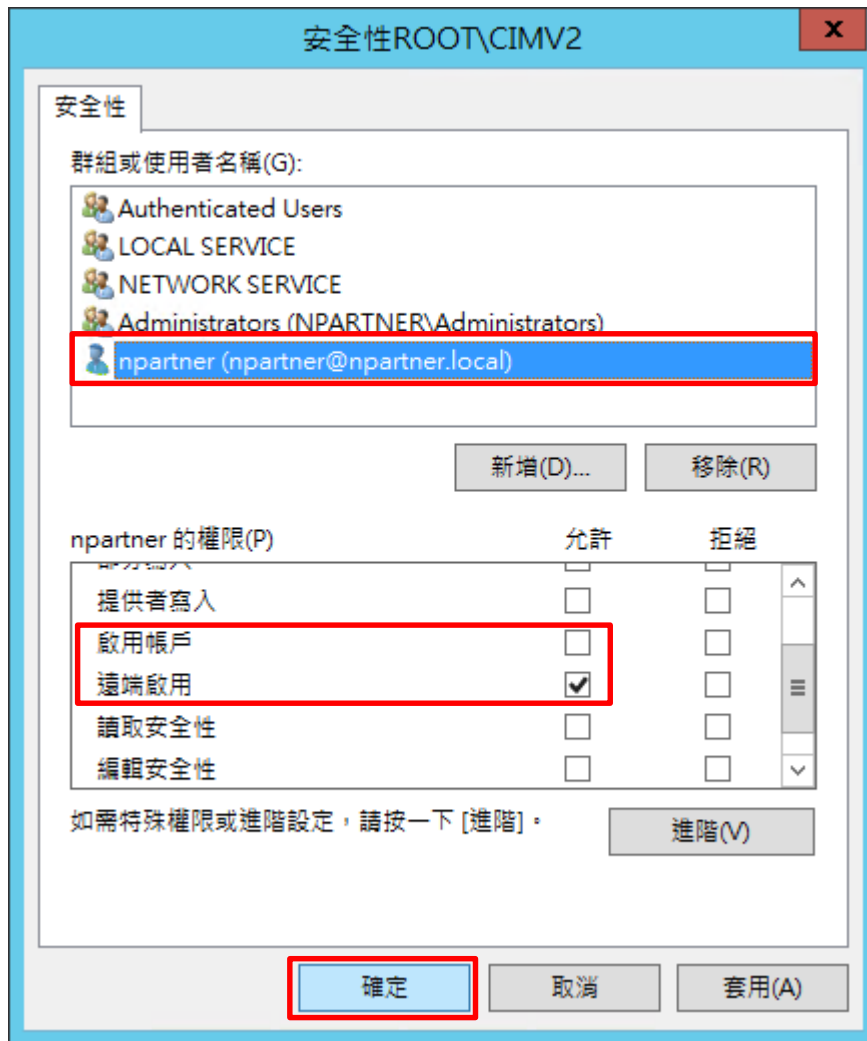 安全性ROOT\CIMV2
安全性
群組或使用者名稱(G):
Authenticated Users
LOCAL SERVICE
NETWORK SERVICE
Administrators (NPARTNER\Administrators)
npartner (npartner@npartner.local)
新增(D)... 移除(R)
npartner 的權限(P) 允許 拒絕
提供者寫入
啟用帳戶
遠端啟用
讀取安全性
編輯安全性
如需特殊權限或進階設定，請按一下 [進階]。 進階(V)
確定 取消 套用(A)